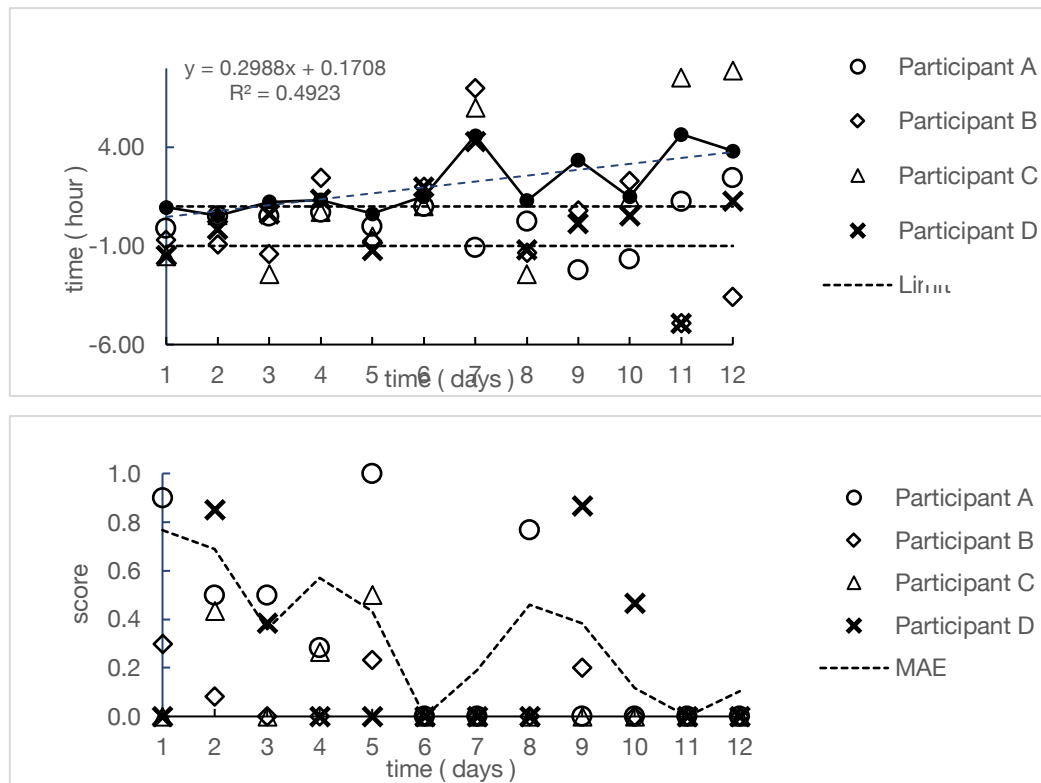 y = 0.2988x + 0.1708
R² = 0.4923
4.00
-1.00
-6.00
time ( hour )
1 2 3 4 5 6 7 8 9 10 11 12
time ( days )
Participant A
Participant B
Participant C
Participant D
1.0
0.8
0.6
0.4
0.2
0.0
score
1 2 3 4 5 6 7 8 9 10 11 12
time ( days )
Participant A
Participant B
Participant C
Participant D
MAE